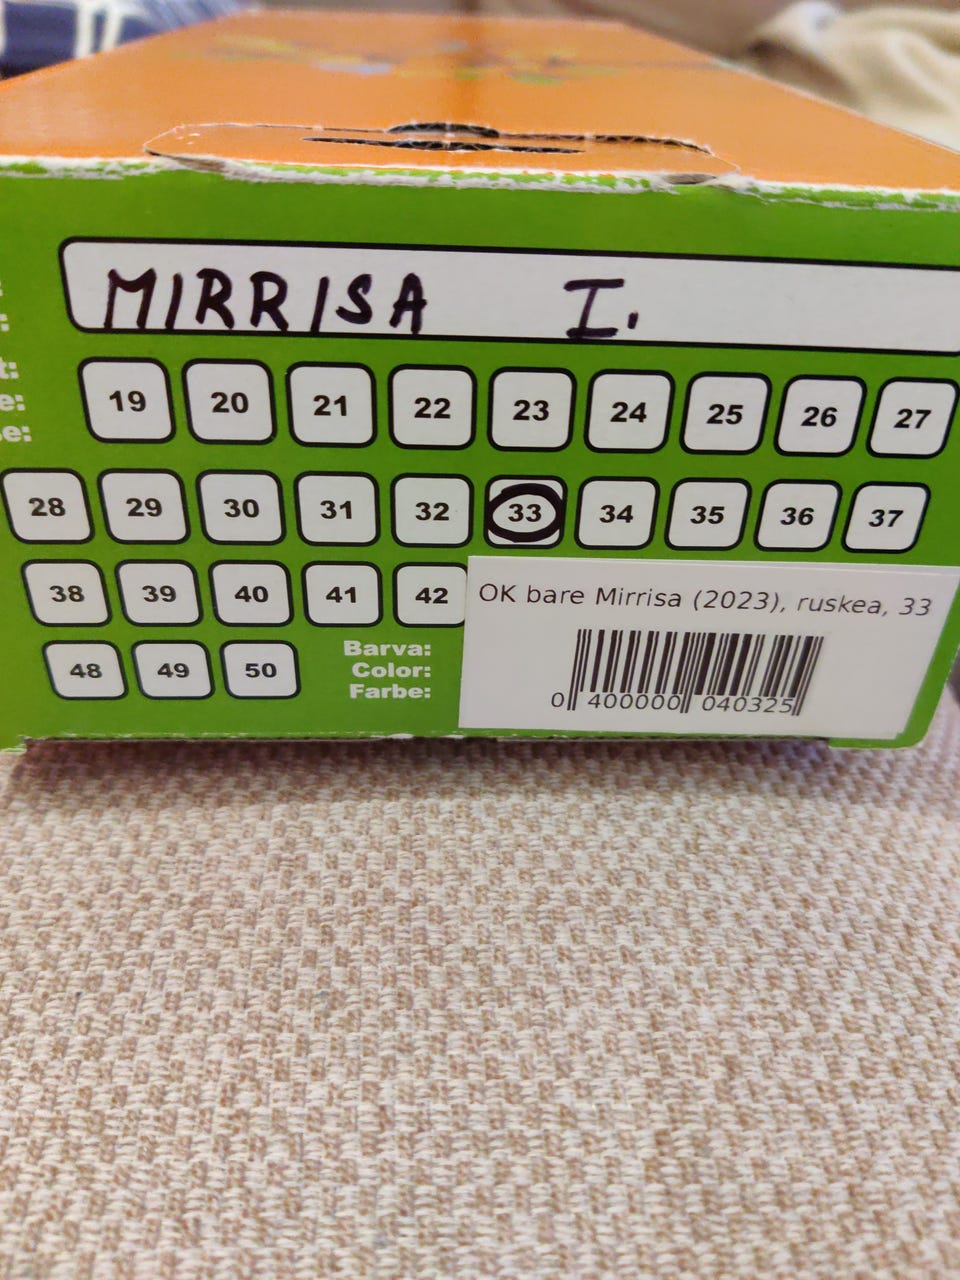 MIRRISA I.
19 20 21 22 23 24 25 26 27
28 29 30 31 32 33 34 35 36 37
38 39 40 41 42
OK bare Mirrisa (2023), ruskea, 33
48 49 50
Barva:
Color:
Farbe:
0 400000 040325